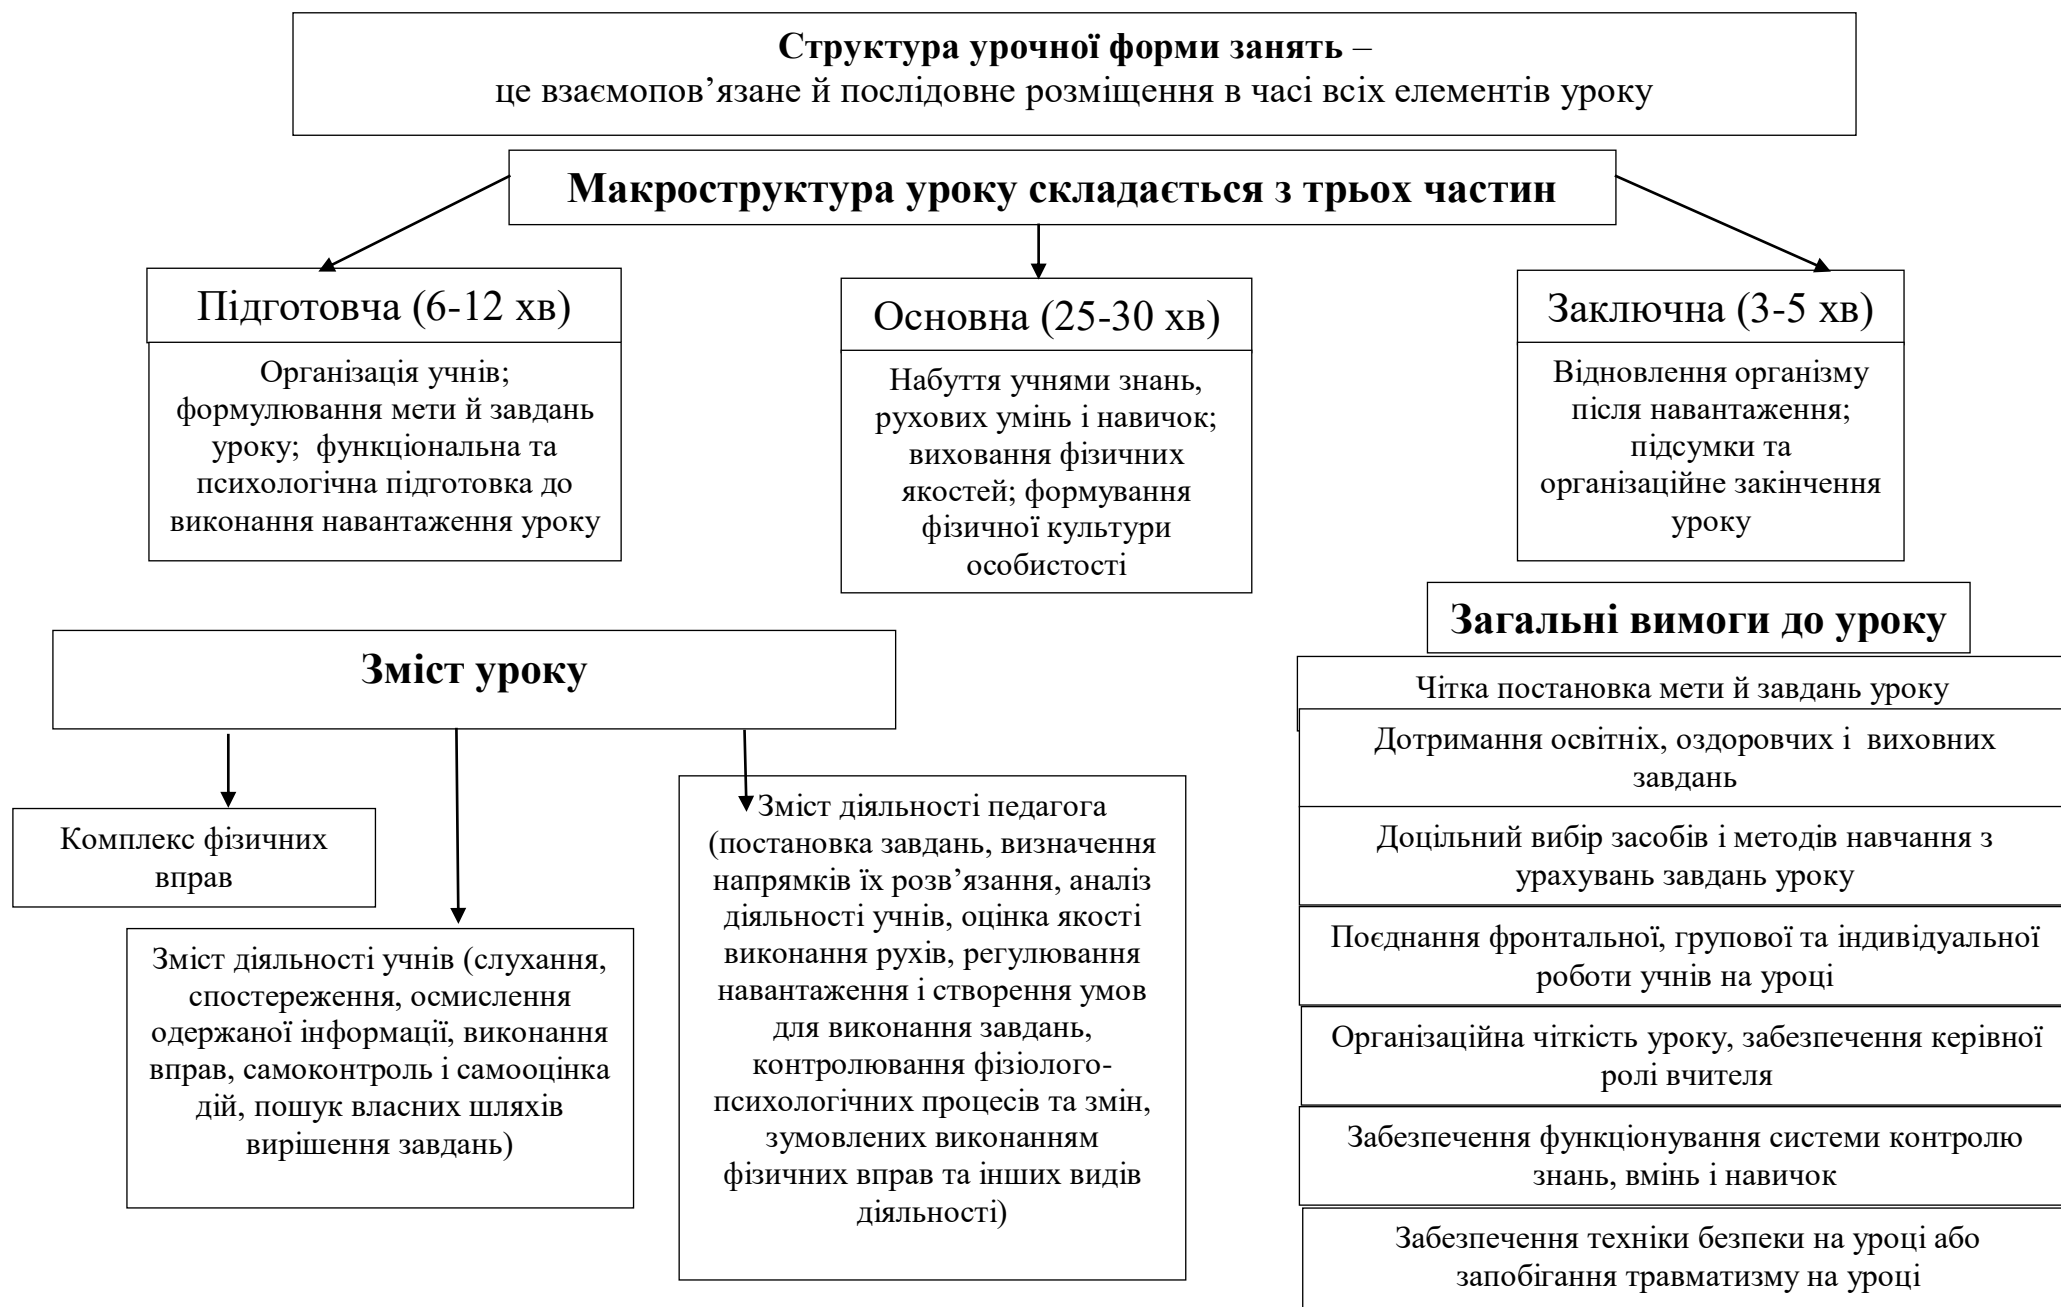 Структура урочної форми занять –
це взаємопов’язане й послідовне розміщення в часі всіх елементів уроку
Макроструктура уроку складається з трьох частин
Підготовча (6-12 хв)
Організація учнів;
формулювання мети й завдань
уроку; функціональна та
психологічна підготовка до
виконання навантаження уроку
Основна (25-30 хв)
Набуття учнями знань,
рухових умінь і навичок;
виховання фізичних
якостей; формування
фізичної культури
особистості
Заключна (3-5 хв)
Відновлення організму
після навантаження;
підсумки та
організаційне закінчення
уроку
Зміст уроку
Комплекс фізичних
вправ
Зміст діяльності учнів (слухання,
спостереження, осмислення
одержаної інформації, виконання
вправ, самоконтроль і самооцінка
дій, пошук власних шляхів
вирішення завдань)
Зміст діяльності педагога
(постановка завдань, визначення
напрямків їх розв’язання, аналіз
діяльності учнів, оцінка якості
виконання рухів, регулювання
навантаження і створення умов
для виконання завдань,
контролювання фізіолого-
психологічних процесів та змін,
зумовлених виконанням
фізичних вправ та інших видів
діяльності)
Загальні вимоги до уроку
Чітка постановка мети й завдань уроку
Дотримання освітніх, оздоровчих і виховних
завдань
Доцільний вибір засобів і методів навчання з
урахувань завдань уроку
Поєднання фронтальної, групової та індивідуальної
роботи учнів на уроці
Організаційна чіткість уроку, забезпечення керівної
ролі вчителя
Забезпечення функціонування системи контролю
знань, вмінь і навичок
Забезпечення техніки безпеки на уроці або
запобігання травматизму на уроці